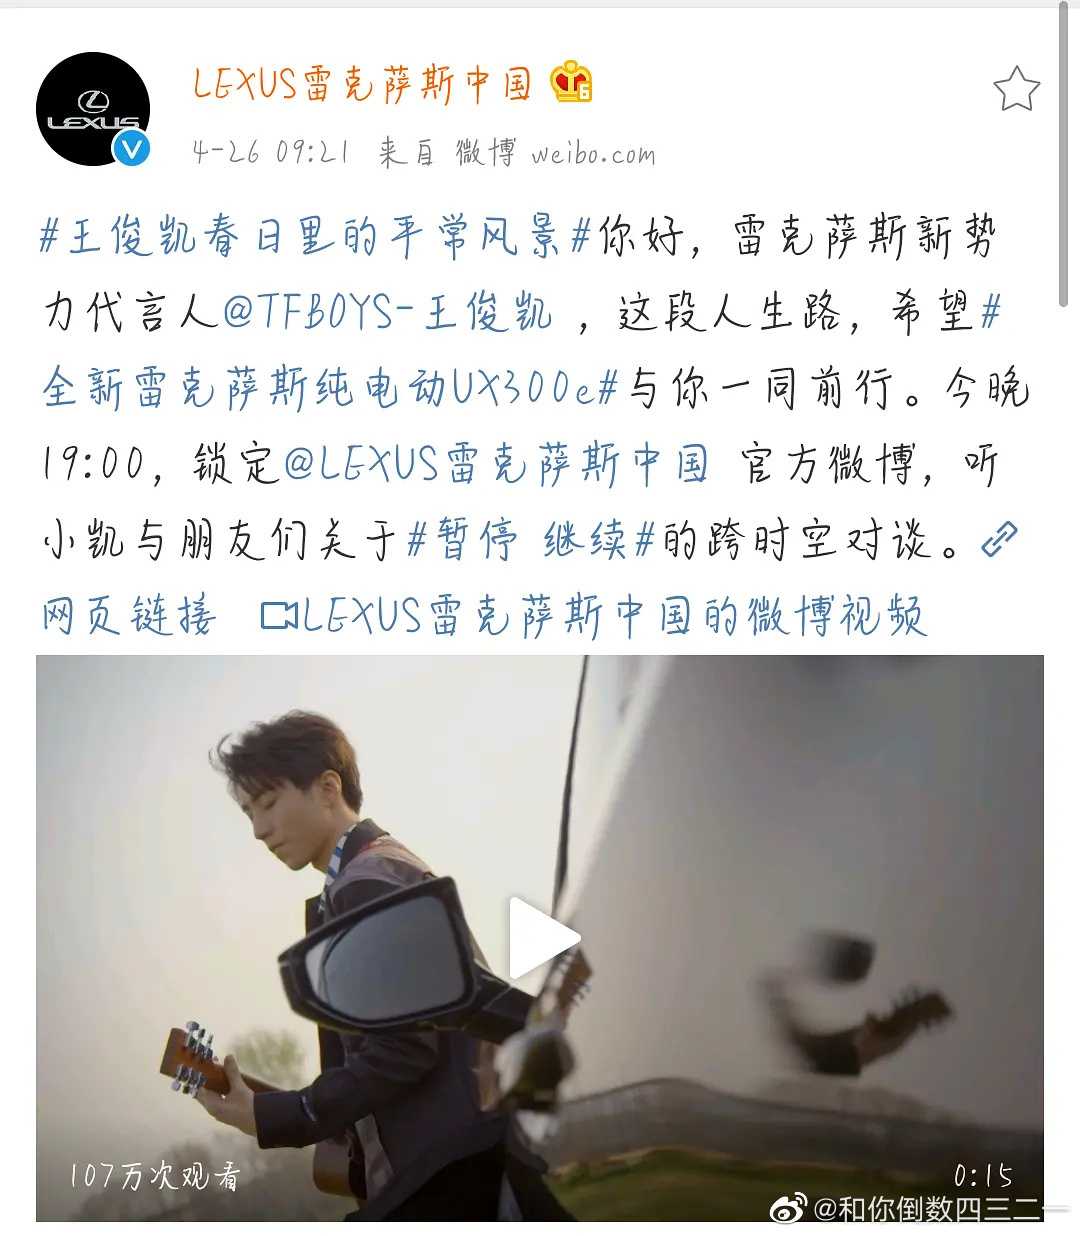 LEXUS
LEXUS雷克萨斯中国
6
4-26 09:21 来自 微博 weibo.com
#王俊凯春日里的平常风景#你好，雷克萨斯新势
力代言人@TFBOYS-王俊凯 ，这段人生路，希望#
全新雷克萨斯纯电动UX300e#与你一同前行。今晚
19:00，锁定@LEXUS雷克萨斯中国 官方微博，听
小凯与朋友们关于#暂停 继续#的跨时空对谈。
网页链接 LEXUS雷克萨斯中国的微博视频
107万次观看
0:15
@和你倒数四三二一